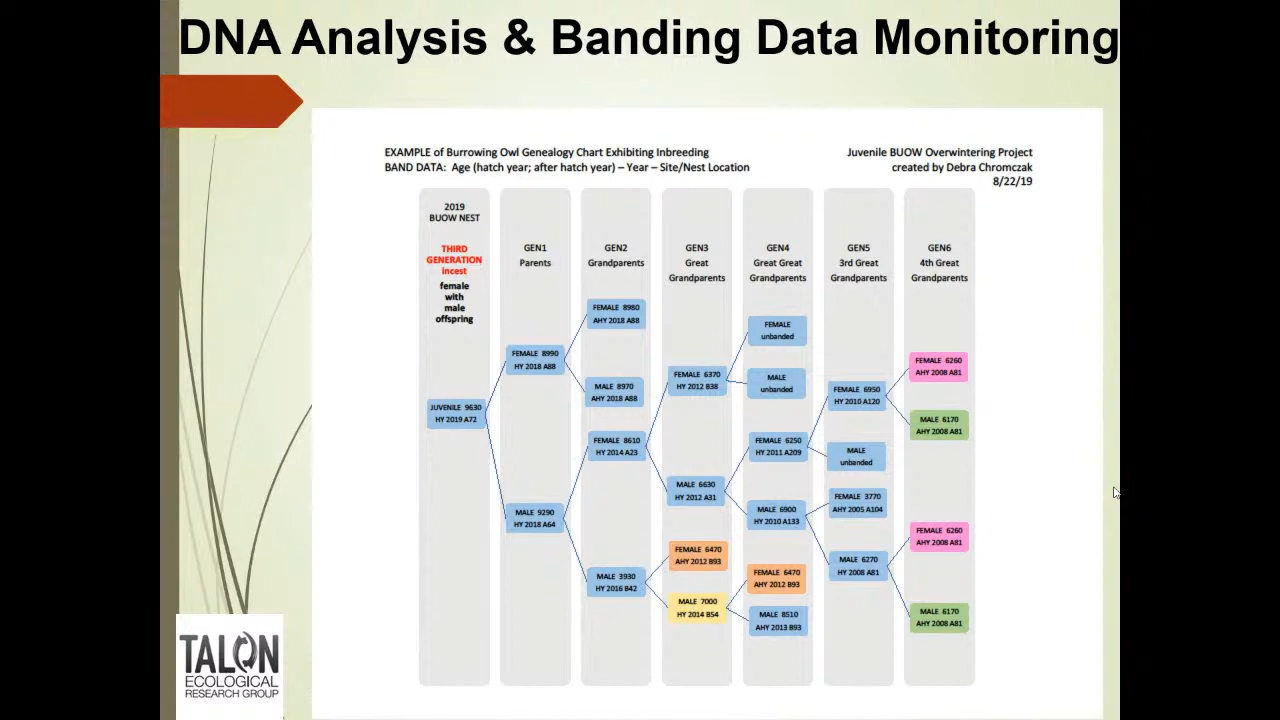 DNA Analysis & Banding Data Monitoring
EXAMPLE of Burrowing Owl Genealogy Chart Exhibiting Inbreeding
BAND DATA: Age (hatch year; after hatch year) – Year – Site/Nest Location
Juvenile BUOW Overwintering Project
created by Debra Chromczak
8/22/19
2019
BUOW NEST
THIRD
GENERATION
incest
female
with
male
offspring
JUVENILE 9630
HY 2019 A72
GEN1
Parents
FEMALE 8990
HY 2018 A88
MALE 9290
HY 2018 A64
GEN2
Grandparents
FEMALE 8980
AHY 2018 A88
MALE 8970
AHY 2018 A88
FEMALE 8610
HY 2014 A23
MALE 3930
HY 2016 B42
GEN3
Great
Grandparents
FEMALE 6370
HY 2012 B38
MALE 6630
HY 2012 A31
FEMALE 6470
AHY 2012 B93
MALE 7000
HY 2014 B54
GEN4
Great Great
Grandparents
FEMALE
unbanded
MALE
unbanded
FEMALE 6250
HY 2011 A209
MALE 6900
HY 2010 A133
FEMALE 6470
AHY 2012 B93
MALE 8510
AHY 2013 B93
GEN5
3rd Great
Grandparents
FEMALE 6950
HY 2010 A120
MALE
unbanded
FEMALE 3770
AHY 2005 A104
MALE 6270
HY 2008 A81
GEN6
4th Great
Grandparents
FEMALE 6260
AHY 2008 A81
MALE 6170
AHY 2008 A81
FEMALE 6260
AHY 2008 A81
MALE 6170
AHY 2008 A81
TALON
ECOLOGICAL
RESEARCH GROUP